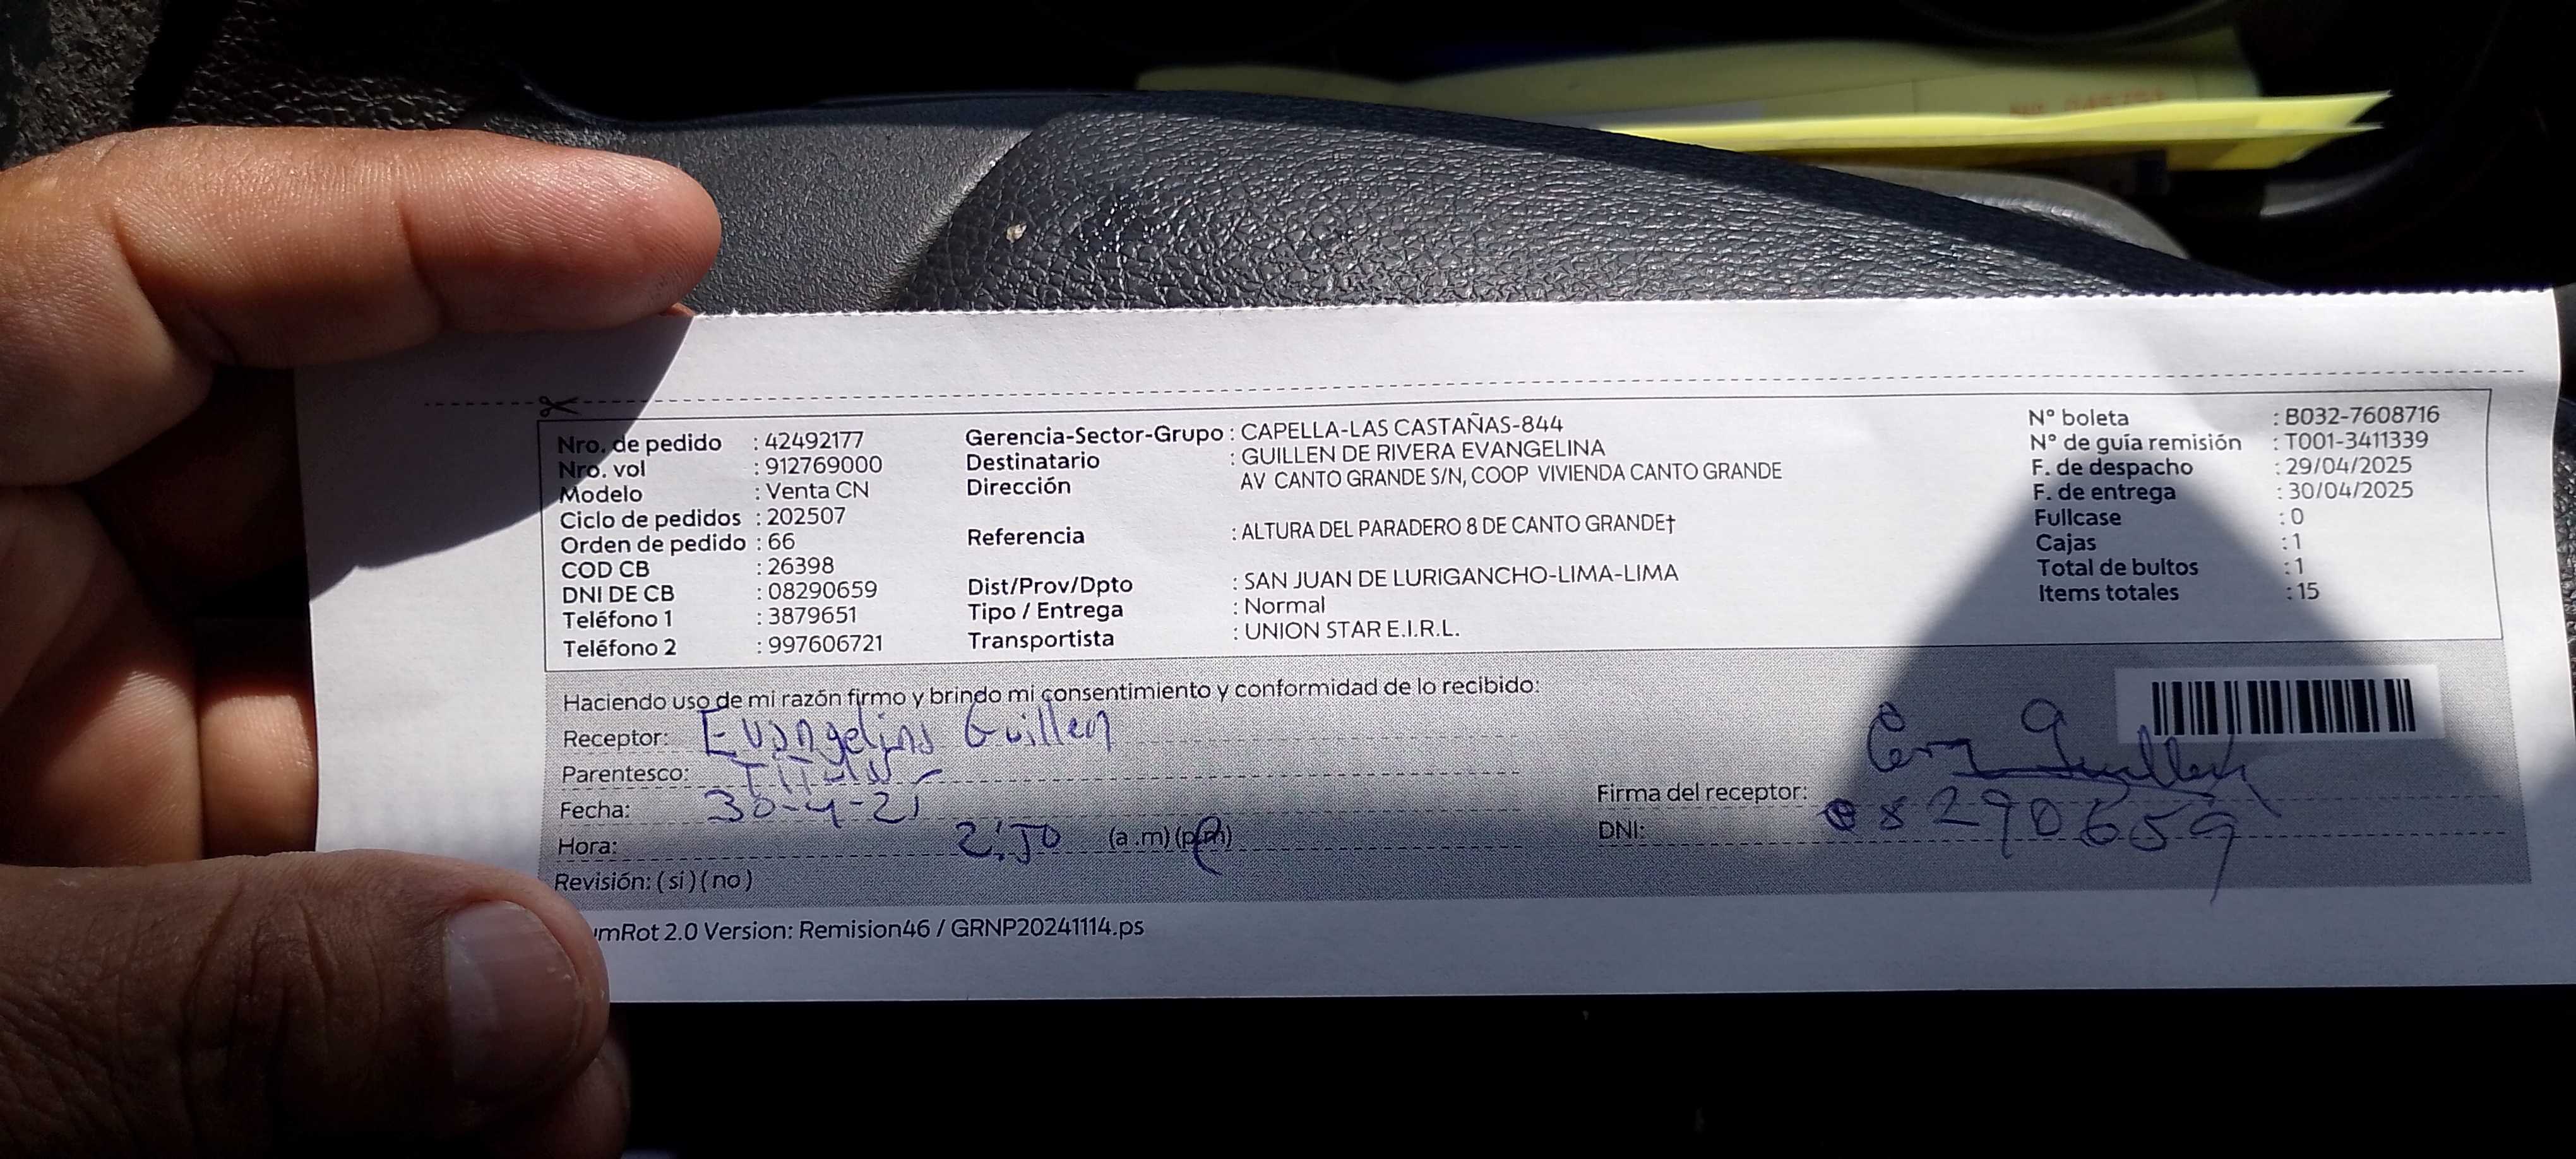 Nro. de pedido : 42492177
Nro. vol : 912769000
Modelo : Venta CN
Ciclo de pedidos : 202507
Orden de pedido : 66
COD CB : 26398
DNI DE CB : 08290659
Teléfono 1 : 3879651
Teléfono 2 : 997606721
Gerencia-Sector-Grupo : CAPELLA-LAS CASTAÑAS-844
Destinatario : GUILLEN DE RIVERA EVANGELINA
Dirección AV CANTO GRANDE S/N, COOP VIVIENDA CANTO GRANDE
Referencia : ALTURA DEL PARADERO 8 DE CANTO GRANDE†
Dist/Prov/Dpto : SAN JUAN DE LURIGANCHO-LIMA-LIMA
Tipo / Entrega : Normal
Transportista : UNION STAR E.I.R.L.
N° boleta : B032-7608716
N° de guía remisión : T001-3411339
F. de despacho : 29/04/2025
F. de entrega : 30/04/2025
Fullcase : 0
Cajas : 1
Total de bultos : 1
Items totales : 15
Haciendo uso de mi razón firmo y brindo mi consentimiento y conformidad de lo recibido:
Receptor: Evangelina Guillen
Parentesco: Titular
Fecha: 30-4-25
Hora: 2:50 (a.m) (p.m)
Revisión: ( si ) ( no )
Firma del receptor: Guillen
DNI: 08290659
umRot 2.0 Version: Remision46 / GRNP20241114.ps